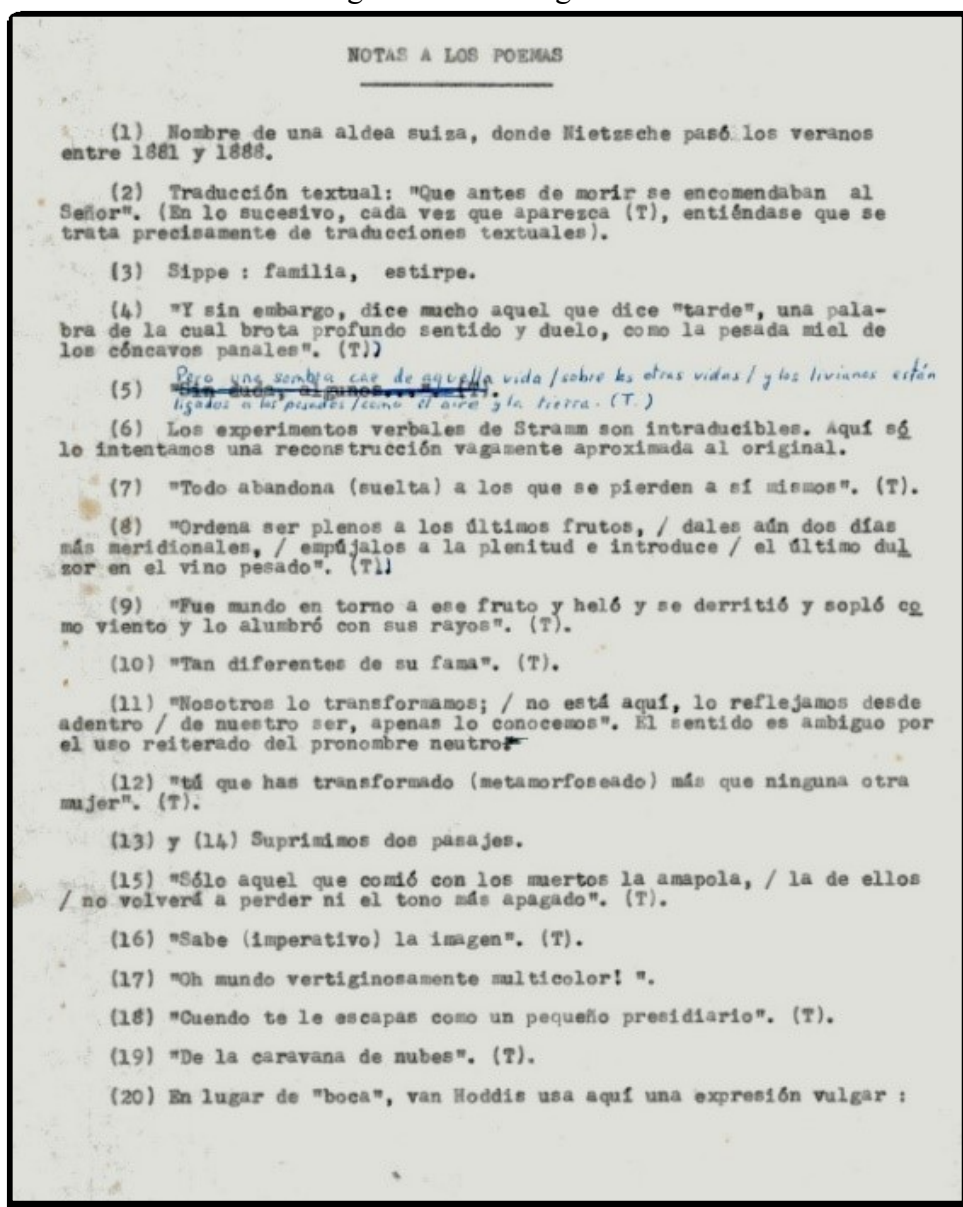 NOTAS A LOS POEMAS
(1) Nombre de una aldea suiza, donde Nietzsche pasó los veranos
entre 1881 y 1888.
(2) Traducción textual: "Que antes de morir se encomendaban al
Señor". (En lo sucesivo, cada vez que aparezca (T), entiéndase que se
trata precisamente de traducciones textuales).
(3) Sippe : familia, estirpe.
(4) "Y sin embargo, dice mucho aquel que dice "tarde", una pala-
bra de la cual brota profundo sentido y duelo, como la pesada miel de
los cóncavos panales". (T))
Pero una sombra cae de aquella vida / sobre las otras vidas / y los livianos están
(5) "Sin duda, algunos... ". (T).
ligados a los pesados / como el aire y la tierra. (T.)
(6) Los experimentos verbales de Stramm son intraducibles. Aquí só
lo intentamos una reconstrucción vagamente aproximada al original.
(7) "Todo abandona (suelta) a los que se pierden a sí mismos". (T).
(8) "Ordena ser plenos a los últimos frutos, / dales aún dos días
más meridionales, / empújalos a la plenitud e introduce / el último dul
zor en el vino pesado". (T))
(9) "Fue mundo en torno a ese fruto y heló y se derritió y sopló co
mo viento y lo alumbró con sus rayos". (T).
(10) "Tan diferentes de su fama". (T).
(11) "Nosotros lo transformamos; / no está aquí, lo reflejamos desde
adentro / de nuestro ser, apenas lo conocemos". El sentido es ambiguo por
el uso reiterado del pronombre neutro.
(12) "tú que has transformado (metamorfoseado) más que ninguna otra
mujer". (T).
(13) y (14) Suprimimos dos pasajes.
(15) "Sólo aquel que comió con los muertos la amapola, / la de ellos
/ no volverá a perder ni el tono más apagado". (T).
(16) "Sabe (imperativo) la imagen". (T).
(17) "Oh mundo vertiginosamente multicolor! ".
(18) "Cuendo te le escapas como un pequeño presidiario". (T).
(19) "De la caravana de nubes". (T).
(20) En lugar de "boca", van Hoddis usa aquí una expresión vulgar :